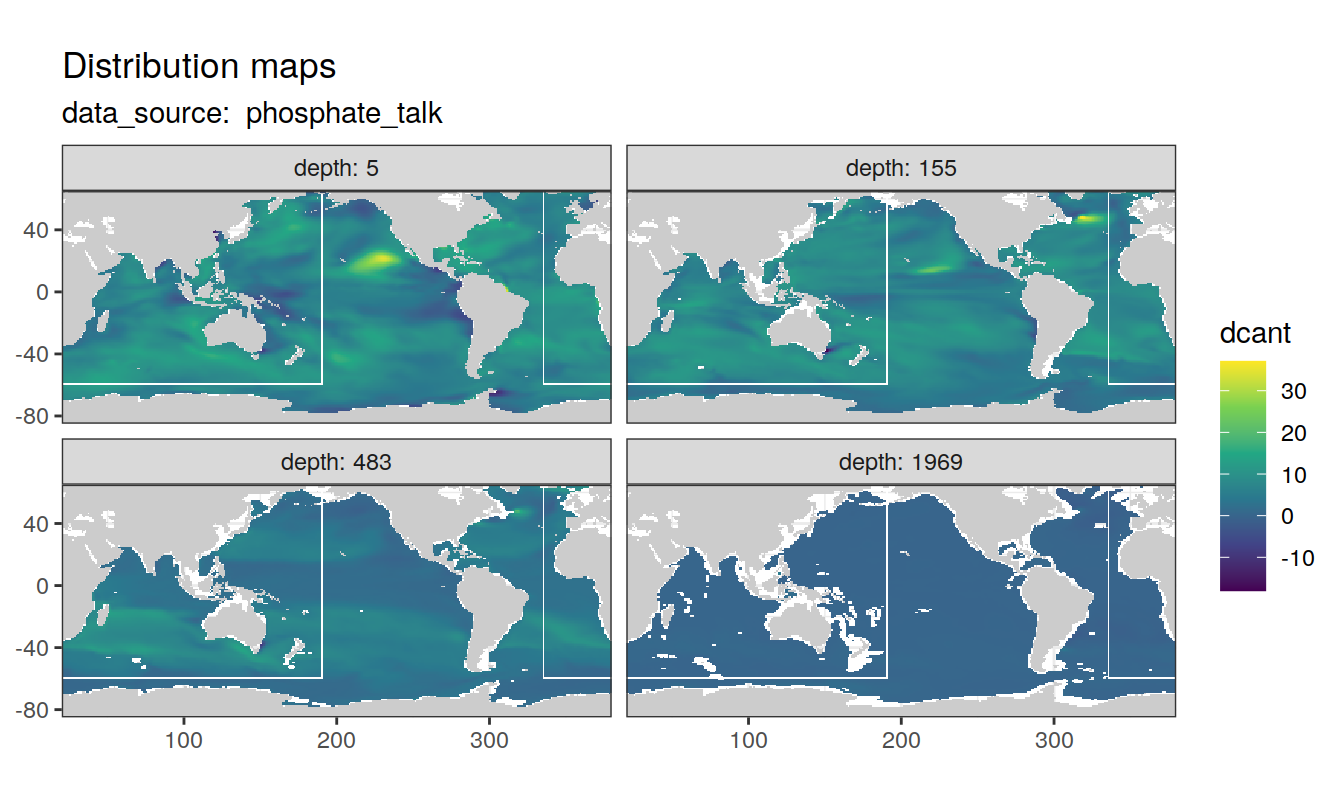 Distribution maps
data_source:  phosphate_talk
depth: 5
depth: 155
40
0
-40
-80
depth: 483
depth: 1969
40
0
-40
-80
100
200
300
100
200
300
dcant
30
20
10
0
-10